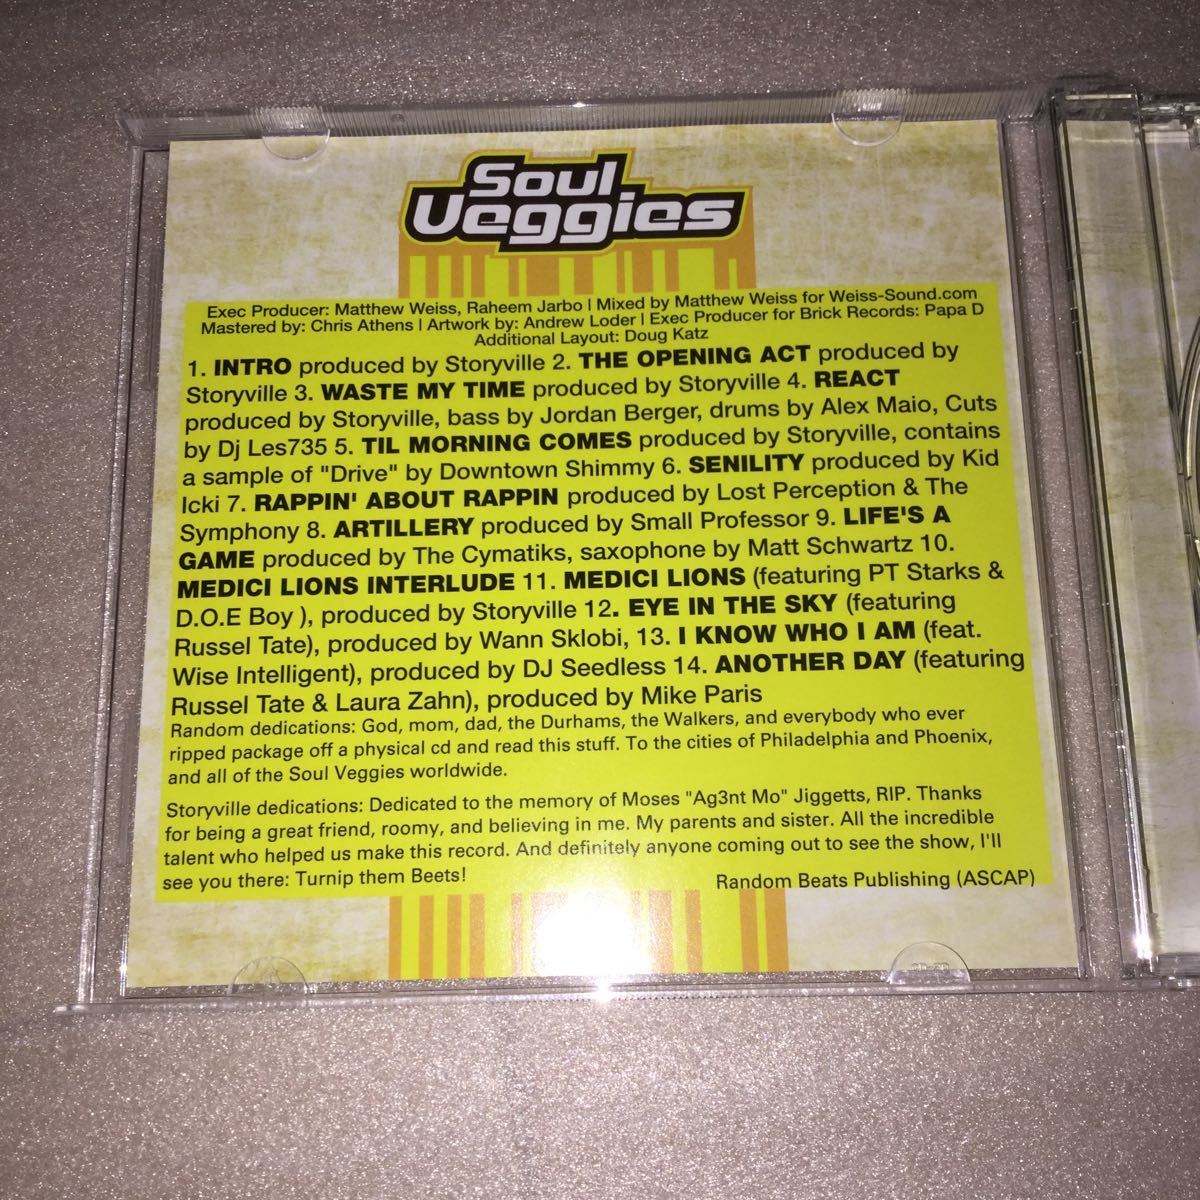 Soul
Veggies
Exec Producer: Matthew Weiss, Raheem Jarbo | Mixed by Matthew Weiss for Weiss-Sound.com
Mastered by: Chris Athens | Artwork by: Andrew Loder | Exec Producer for Brick Records: Papa D
Additional Layout: Doug Katz
1. INTRO produced by Storyville 2. THE OPENING ACT produced by
Storyville 3. WASTE MY TIME produced by Storyville 4. REACT
produced by Storyville, bass by Jordan Berger, drums by Alex Maio, Cuts
by Dj Les735 5. TIL MORNING COMES produced by Storyville, contains
a sample of "Drive" by Downtown Shimmy 6. SENILITY produced by Kid
Icki 7. RAPPIN' ABOUT RAPPIN produced by Lost Perception & The
Symphony 8. ARTILLERY produced by Small Professor 9. LIFE'S A
GAME produced by The Cymatiks, saxophone by Matt Schwartz 10.
MEDICI LIONS INTERLUDE 11. MEDICI LIONS (featuring PT Starks &
D.O.E Boy ), produced by Storyville 12. EYE IN THE SKY (featuring
Russel Tate), produced by Wann Sklobi, 13. I KNOW WHO I AM (feat.
Wise Intelligent), produced by DJ Seedless 14. ANOTHER DAY (featuring
Russel Tate & Laura Zahn), produced by Mike Paris
Random dedications: God, mom, dad, the Durhams, the Walkers, and everybody who ever
ripped package off a physical cd and read this stuff. To the cities of Philadelphia and Phoenix,
and all of the Soul Veggies worldwide.
Storyville dedications: Dedicated to the memory of Moses "Ag3nt Mo" Jiggetts, RIP. Thanks
for being a great friend, roomy, and believing in me. My parents and sister. All the incredible
talent who helped us make this record. And definitely anyone coming out to see the show, I'll
see you there: Turnip them Beets!
Random Beats Publishing (ASCAP)